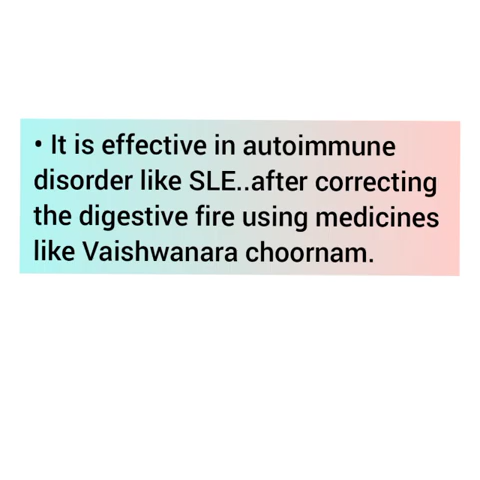 • It is effective in autoimmune
disorder like SLE..after correcting
the digestive fire using medicines
like Vaishwanara choornam.